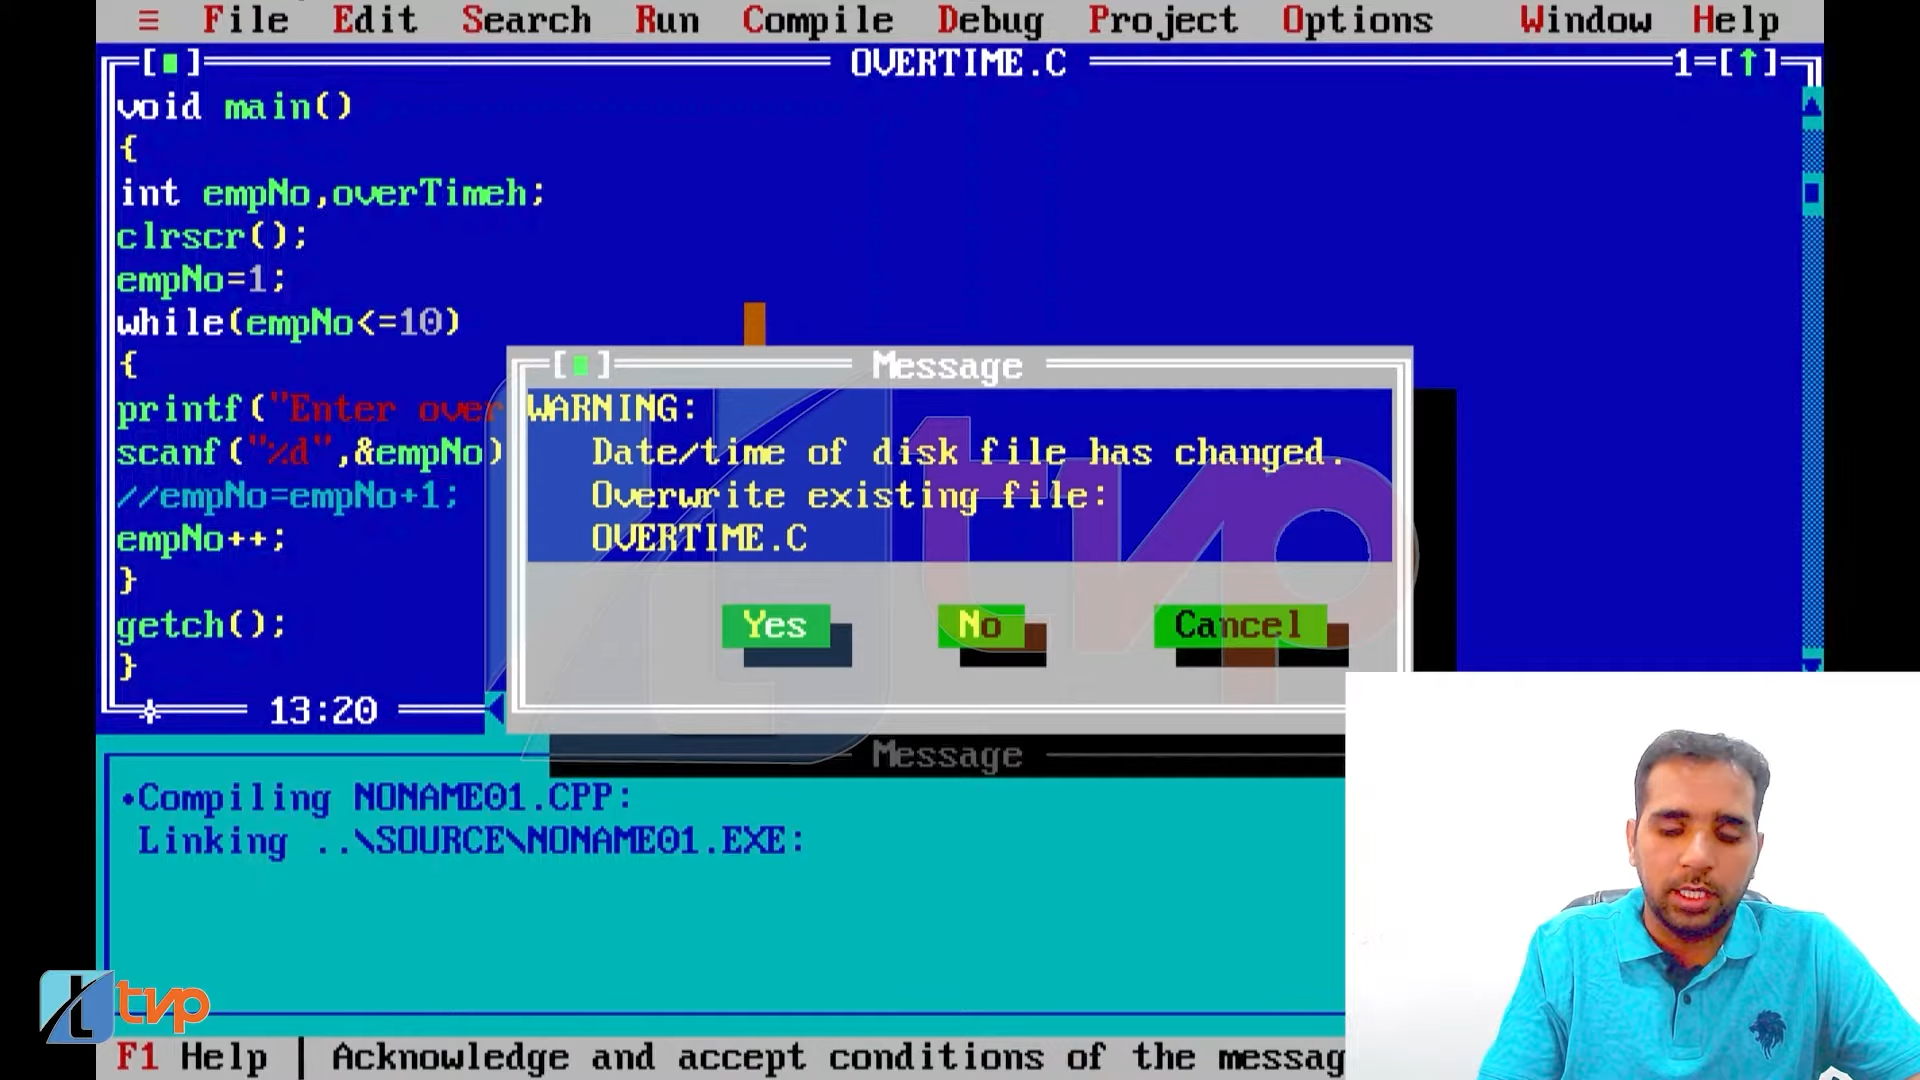 ≡ File Edit Search Run Compile Debug Project Options Window Help
[■] OVERTIME.C 1=[↑]
void main()
{
int empNo,overTimeh;
clrscr();
empNo=1;
while(empNo<=10)
{
printf("Enter over
scanf("%d",&empNo)
//empNo=empNo+1;
empNo++;
}
getch();
}
13:20
[■] Message
WARNING:
Date/time of disk file has changed.
Overwrite existing file:
OVERTIME.C
Yes No Cancel
tvp
Message
•Compiling NONAME01.CPP:
Linking ..\SOURCE\NONAME01.EXE:
tvp
F1 Help | Acknowledge and accept conditions of the messag